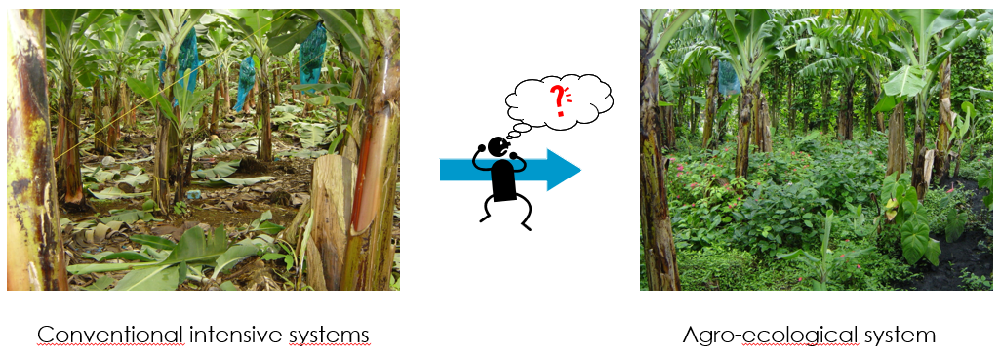 ?
Conventional intensive systems
Agro-ecological system